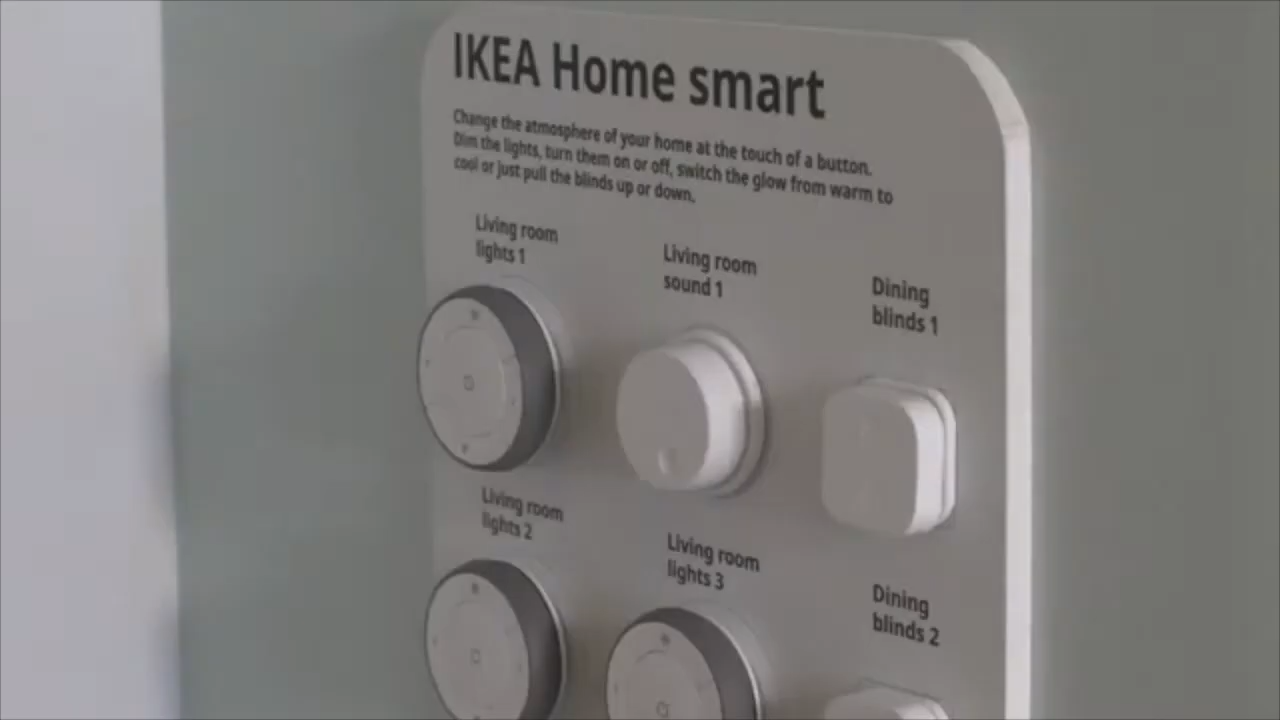 IKEA Home smart
Change the atmosphere of your home at the touch of a button.
Dim the lights, turn them on or off, switch the glow from warm to
cool or just pull the blinds up or down.
Living room
lights 1
Living room
sound 1
Dining
blinds 1
Living room
lights 2
Living room
lights 3
Dining
blinds 2